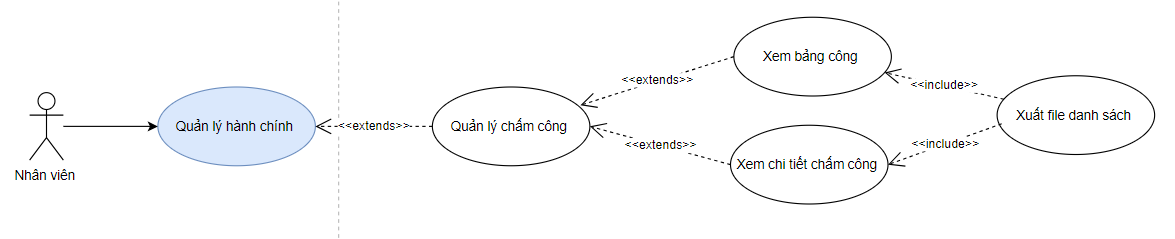 Xem bảng công
<<extends>>
<<include>>
Xuất file danh sách
Quản lý hành chính
<<extends>>
Quản lý chấm công
<<extends>>
<<include>>
Xem chi tiết chấm công
Nhân viên